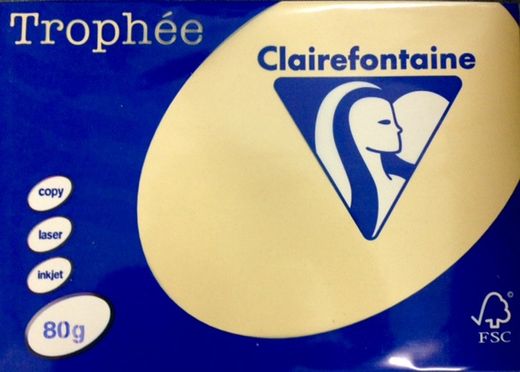 Trophée
Clairefontaine
copy
laser
inkjet
80g
©
FSC